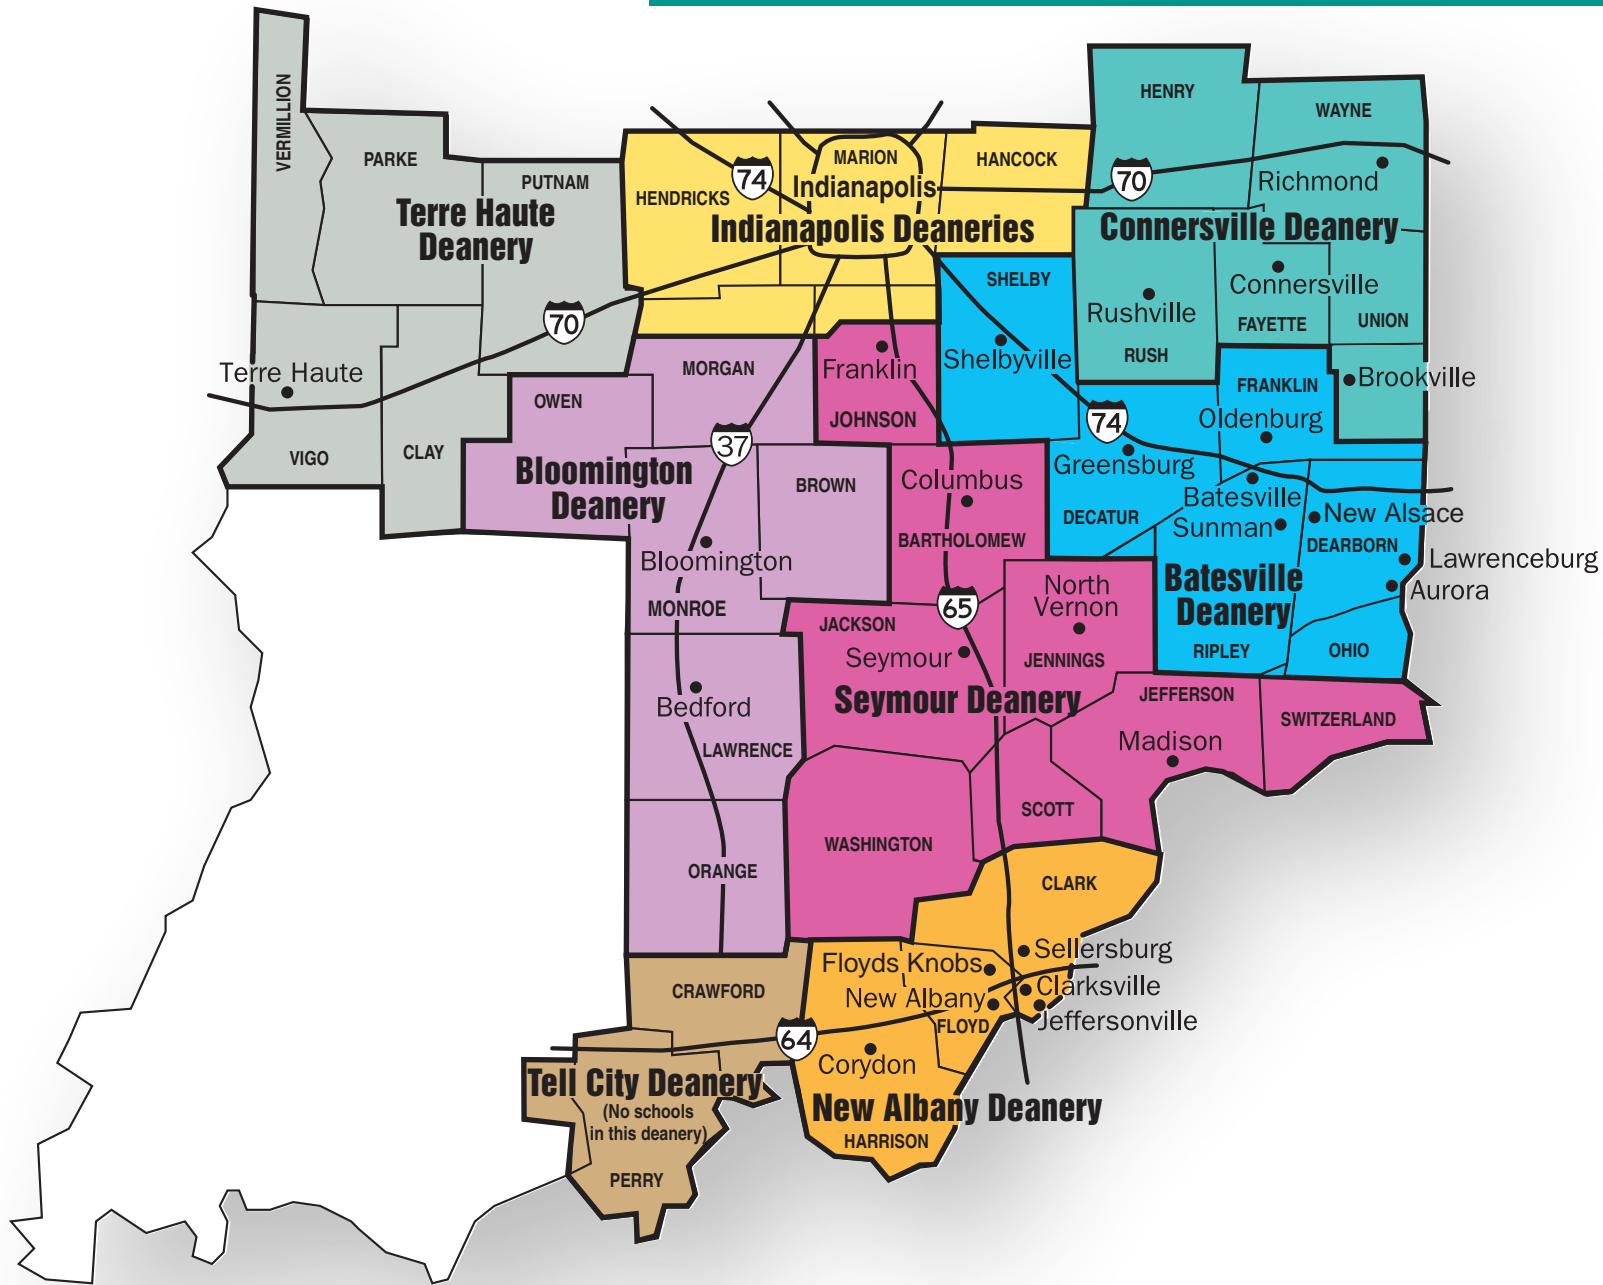 VERMILLION
PARKE
PUTNAM
Terre Haute
Deanery
70
Terre Haute
VIGO
CLAY
HENDRICKS
74
MARION
Indianapolis
HANCOCK
Indianapolis Deaneries
70
HENRY
WAYNE
Richmond
Connersville Deanery
Connersville
Rushville
FAYETTE
UNION
RUSH
Brookville
SHELBY
Shelbyville
FRANKLIN
Oldenburg
74
Greensburg
Batesville
Sunman
New Alsace
DECATUR
DEARBORN
Lawrenceburg
Aurora
Batesville
Deanery
RIPLEY
OHIO
MORGAN
OWEN
37
Bloomington
Deanery
BROWN
Bloomington
MONROE
Bedford
LAWRENCE
ORANGE
Franklin
JOHNSON
Columbus
BARTHOLOMEW
65
North
Vernon
JACKSON
Seymour
JENNINGS
Seymour Deanery
JEFFERSON
SWITZERLAND
Madison
SCOTT
WASHINGTON
CLARK
Sellersburg
Floyds Knobs
Clarksville
New Albany
Jeffersonville
FLOYD
Corydon
New Albany Deanery
HARRISON
CRAWFORD
64
Tell City Deanery
(No schools
in this deanery)
PERRY